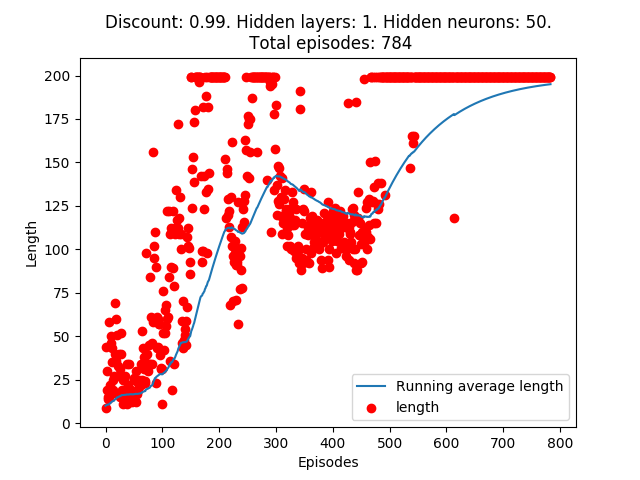 Discount: 0.99. Hidden layers: 1. Hidden neurons: 50.
Total episodes: 784
200
175
150
125
100
75
50
25
0
Length
0 100 200 300 400 500 600 700 800
Episodes
Running average length
length